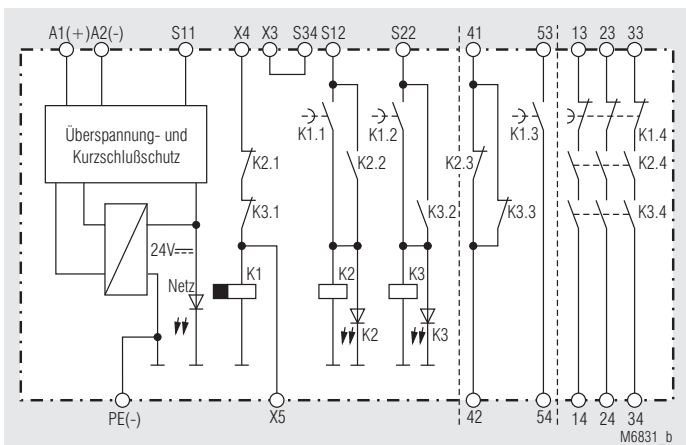 A1(+) A2(-) S11 X4 X3 S34 S12 S22 41 53 13 23 33
Überspannung- und
Kurzschlußschutz
K1.1 K1.2 K1.3 K1.4
K2.1 K2.2 K2.3 K2.4
K3.1 K3.2 K3.3 K3.4
24V
Netz K1 K2 K3
K2 K3
PE(-) X5 42 54 14 24 34
M6831_b